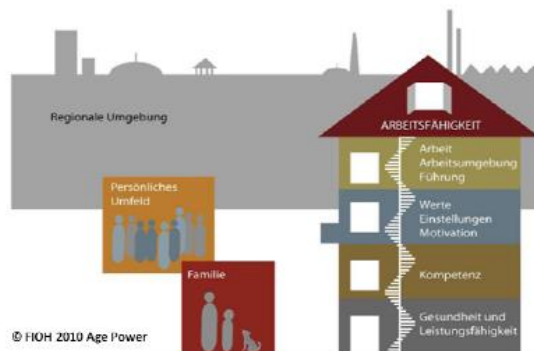 Regionale Umgebung
ARBEITSFÄHIGKEIT
Arbeit
Arbeitsumgebung
Führung
Persönliches
Umfeld
Werte
Einstellungen
Motivation
Familie
Kompetenz
Gesundheit und
Leistungsfähigkeit
© FIOH 2010 Age Power